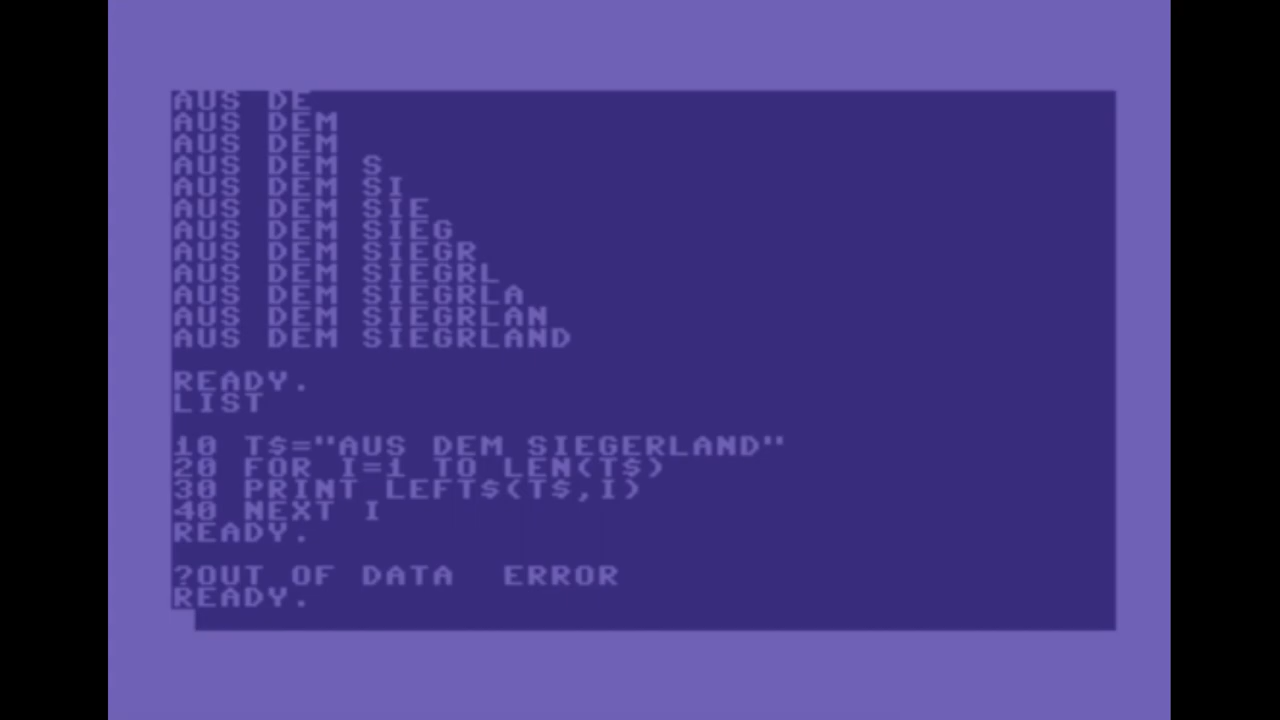 AUS DE
AUS DEM
AUS DEM
AUS DEM S
AUS DEM SI
AUS DEM SIE
AUS DEM SIEG
AUS DEM SIEGR
AUS DEM SIEGRL
AUS DEM SIEGRLA
AUS DEM SIEGRLAN
AUS DEM SIEGRLAND
READY.
LIST
10 T$="AUS DEM SIEGERLAND"
20 FOR I=1 TO LEN(T$)
30 PRINT LEFT$(T$,I)
40 NEXT I
READY.
?OUT OF DATA  ERROR
READY.